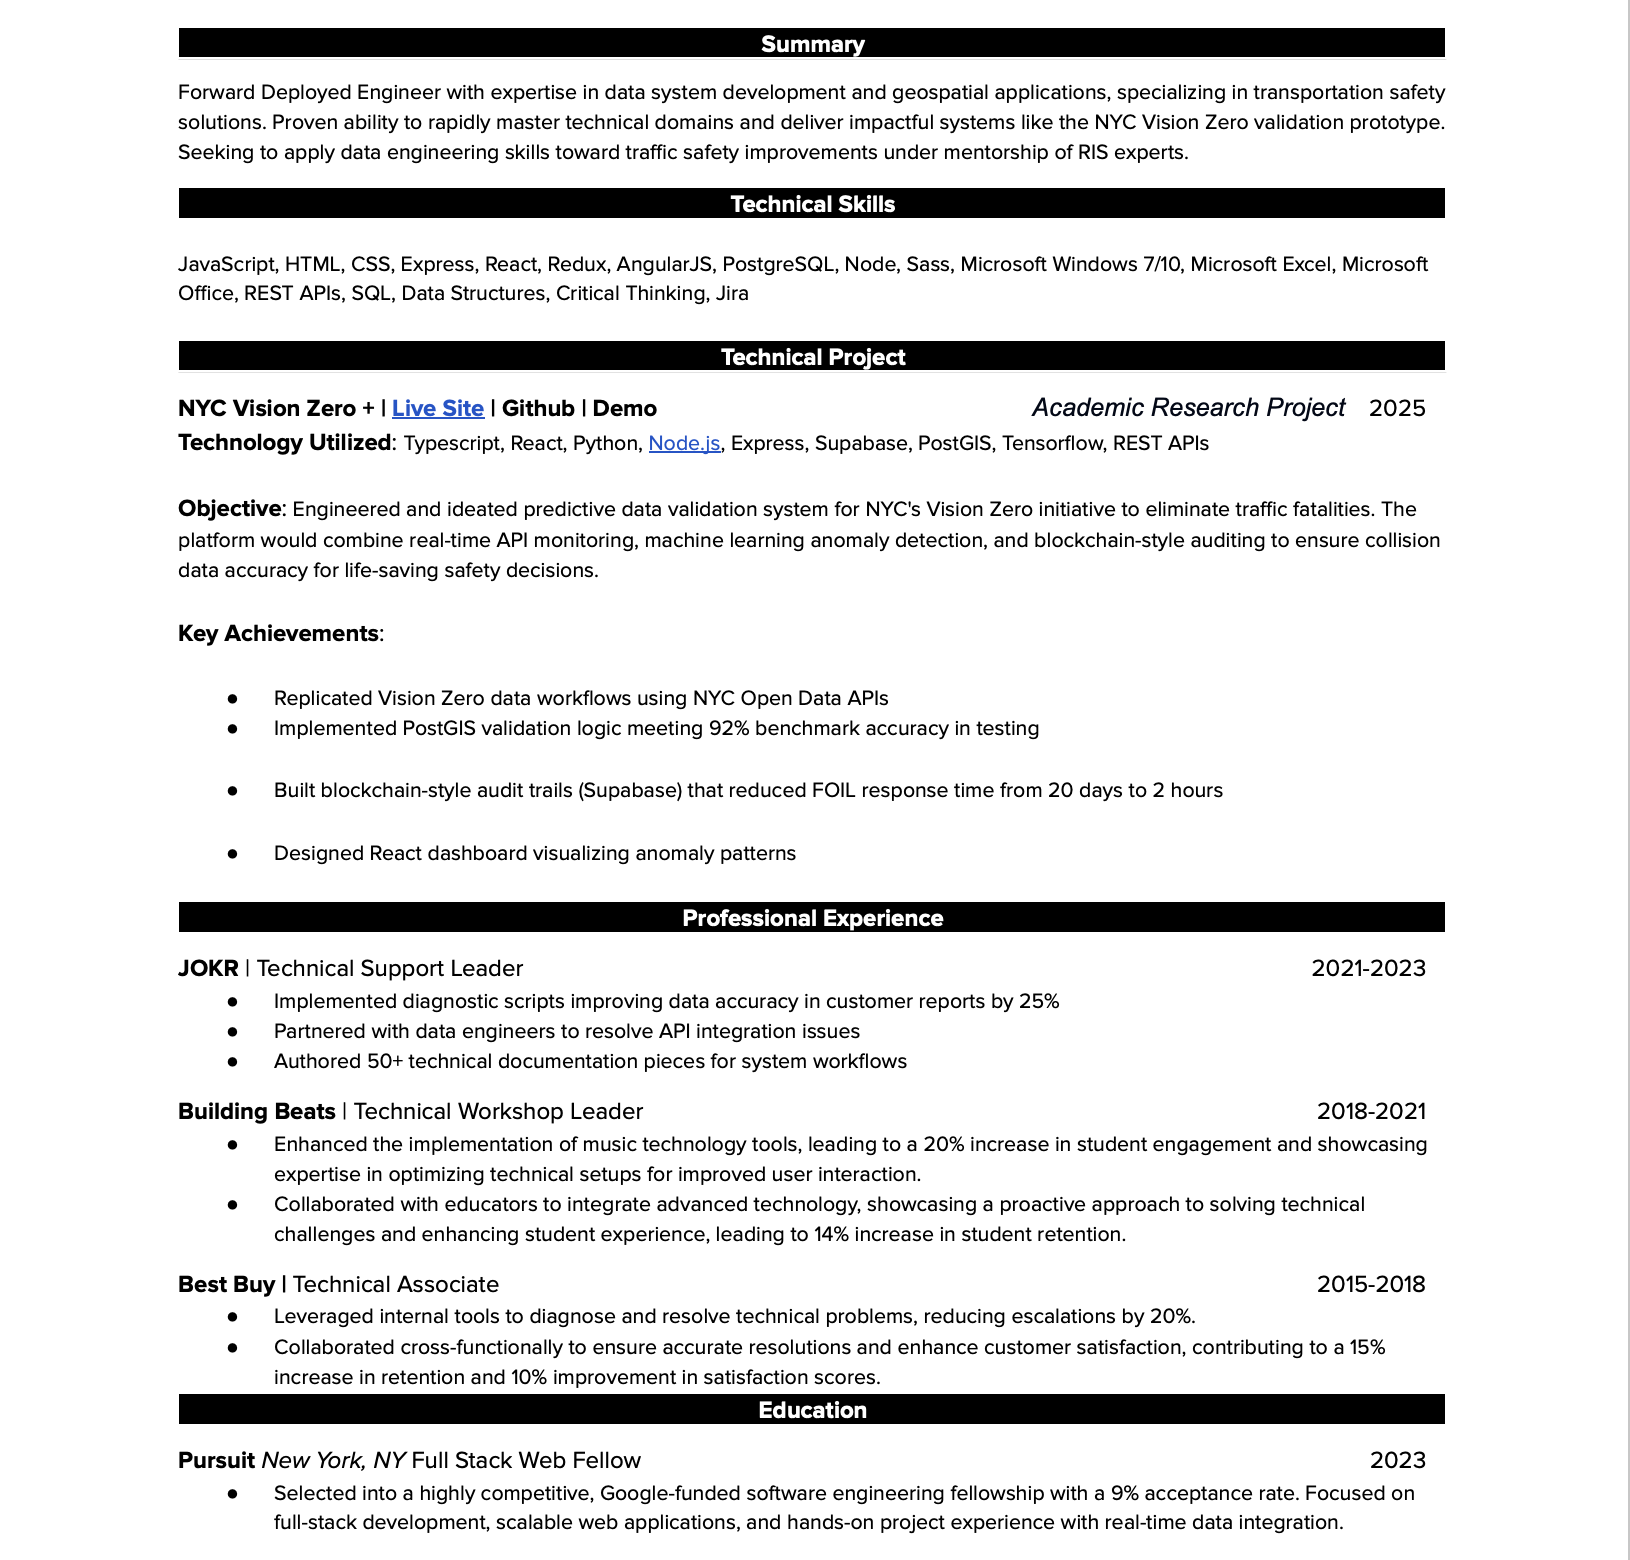 Summary
Forward Deployed Engineer with expertise in data system development and geospatial applications, specializing in transportation safety
solutions. Proven ability to rapidly master technical domains and deliver impactful systems like the NYC Vision Zero validation prototype.
Seeking to apply data engineering skills toward traffic safety improvements under mentorship of RIS experts.
Technical Skills
JavaScript, HTML, CSS, Express, React, Redux, AngularJS, PostgreSQL, Node, Sass, Microsoft Windows 7/10, Microsoft Excel, Microsoft
Office, REST APIs, SQL, Data Structures, Critical Thinking, Jira
Technical Project
NYC Vision Zero + | Live Site | Github | Demo Academic Research Project 2025
Technology Utilized: Typescript, React, Python, Node.js, Express, Supabase, PostGIS, Tensorflow, REST APIs
Objective: Engineered and ideated predictive data validation system for NYC's Vision Zero initiative to eliminate traffic fatalities. The
platform would combine real-time API monitoring, machine learning anomaly detection, and blockchain-style auditing to ensure collision
data accuracy for life-saving safety decisions.
Key Achievements:
● Replicated Vision Zero data workflows using NYC Open Data APIs
● Implemented PostGIS validation logic meeting 92% benchmark accuracy in testing
● Built blockchain-style audit trails (Supabase) that reduced FOIL response time from 20 days to 2 hours
● Designed React dashboard visualizing anomaly patterns
Professional Experience
JOKR | Technical Support Leader 2021-2023
● Implemented diagnostic scripts improving data accuracy in customer reports by 25%
● Partnered with data engineers to resolve API integration issues
● Authored 50+ technical documentation pieces for system workflows
Building Beats | Technical Workshop Leader 2018-2021
● Enhanced the implementation of music technology tools, leading to a 20% increase in student engagement and showcasing
expertise in optimizing technical setups for improved user interaction.
● Collaborated with educators to integrate advanced technology, showcasing a proactive approach to solving technical
challenges and enhancing student experience, leading to 14% increase in student retention.
Best Buy | Technical Associate 2015-2018
● Leveraged internal tools to diagnose and resolve technical problems, reducing escalations by 20%.
● Collaborated cross-functionally to ensure accurate resolutions and enhance customer satisfaction, contributing to a 15%
increase in retention and 10% improvement in satisfaction scores.
Education
Pursuit New York, NY Full Stack Web Fellow 2023
● Selected into a highly competitive, Google-funded software engineering fellowship with a 9% acceptance rate. Focused on
full-stack development, scalable web applications, and hands-on project experience with real-time data integration.